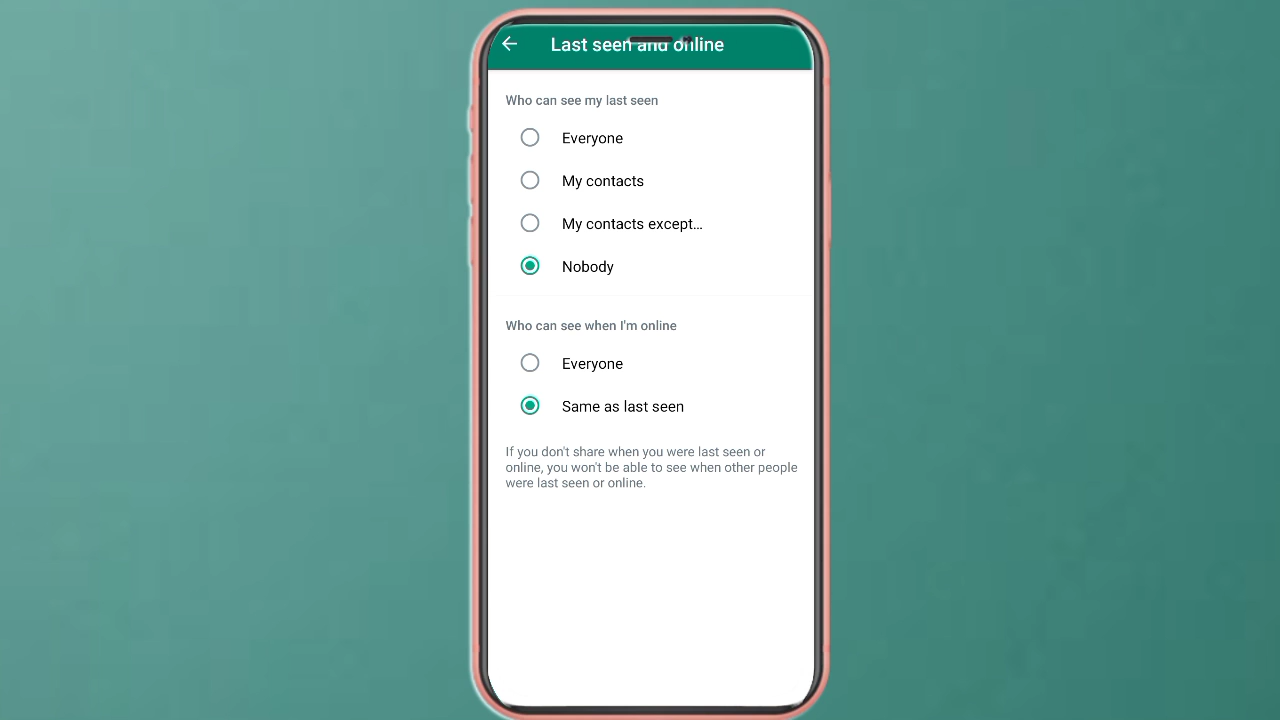 Last seen and online
Who can see my last seen
Everyone
My contacts
My contacts except...
Nobody
Who can see when I'm online
Everyone
Same as last seen
If you don't share when you were last seen or
online, you won't be able to see when other people
were last seen or online.